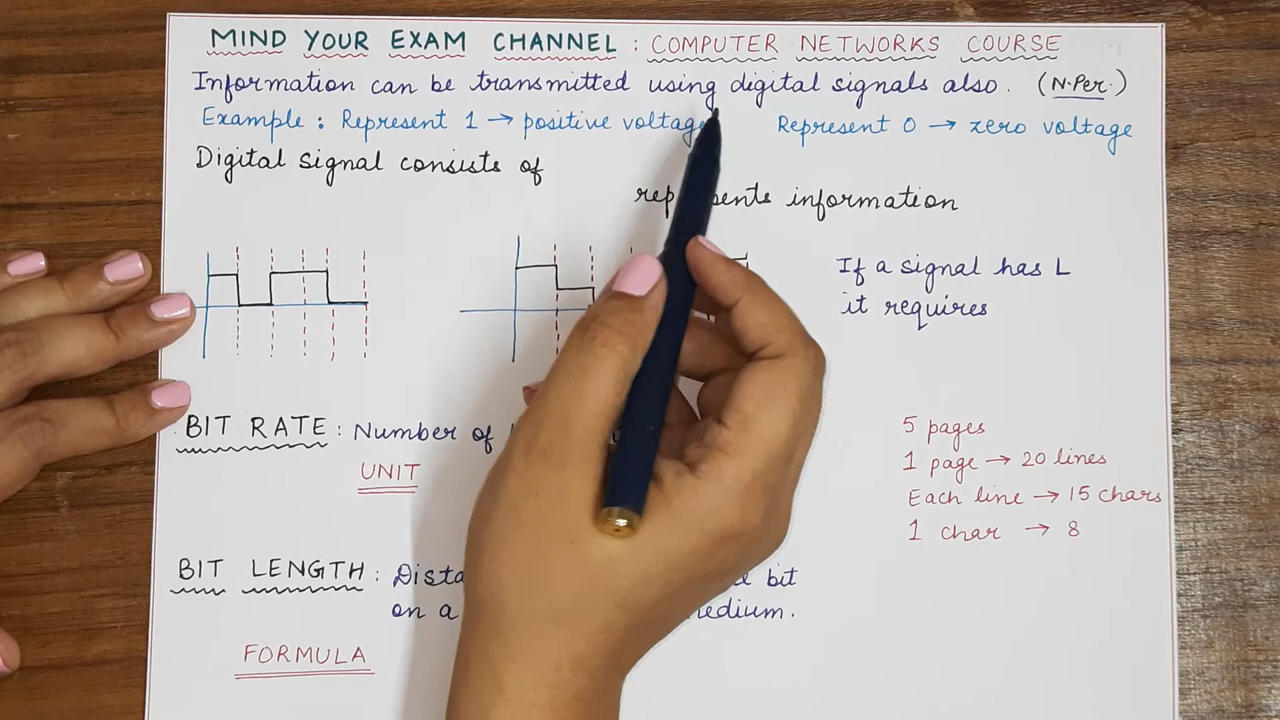 MIND YOUR EXAM CHANNEL : COMPUTER NETWORKS COURSE
Information can be transmitted using digital signals also. (N.Per.)
Example : Represent 1 → positive voltage Represent 0 → zero voltage
Digital signal consists of
information
If a signal has L
it requires
BIT RATE : Number of
UNIT
5 pages
1 page → 20 lines
Each line → 15 chars
1 char → 8
BIT LENGTH : bit
on a medium.
FORMULA